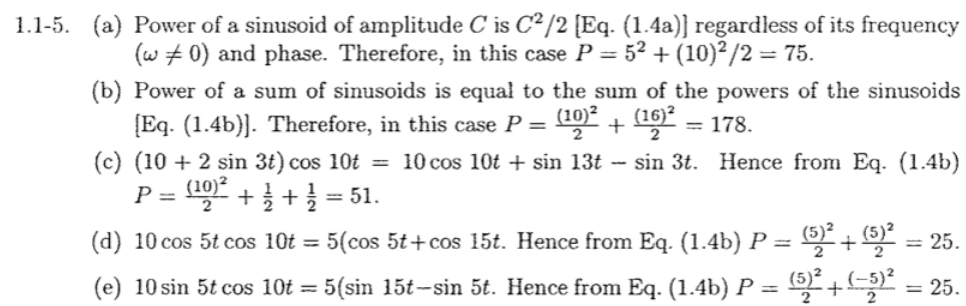 1.1-5. (a) Power of a sinusoid of amplitude C is C²/2 [Eq. (1.4a)] regardless of its frequency
(ω ≠ 0) and phase. Therefore, in this case P = 5² + (10)²/2 = 75.
(b) Power of a sum of sinusoids is equal to the sum of the powers of the sinusoids
[Eq. (1.4b)]. Therefore, in this case P = (10)²/2 + (16)²/2 = 178.
(c) (10 + 2 sin 3t) cos 10t = 10 cos 10t + sin 13t − sin 3t. Hence from Eq. (1.4b)
P = (10)²/2 + 1/2 + 1/2 = 51.
(d) 10 cos 5t cos 10t = 5(cos 5t+cos 15t. Hence from Eq. (1.4b) P = (5)²/2 + (5)²/2 = 25.
(e) 10 sin 5t cos 10t = 5(sin 15t−sin 5t. Hence from Eq. (1.4b) P = (5)²/2 + (−5)²/2 = 25.